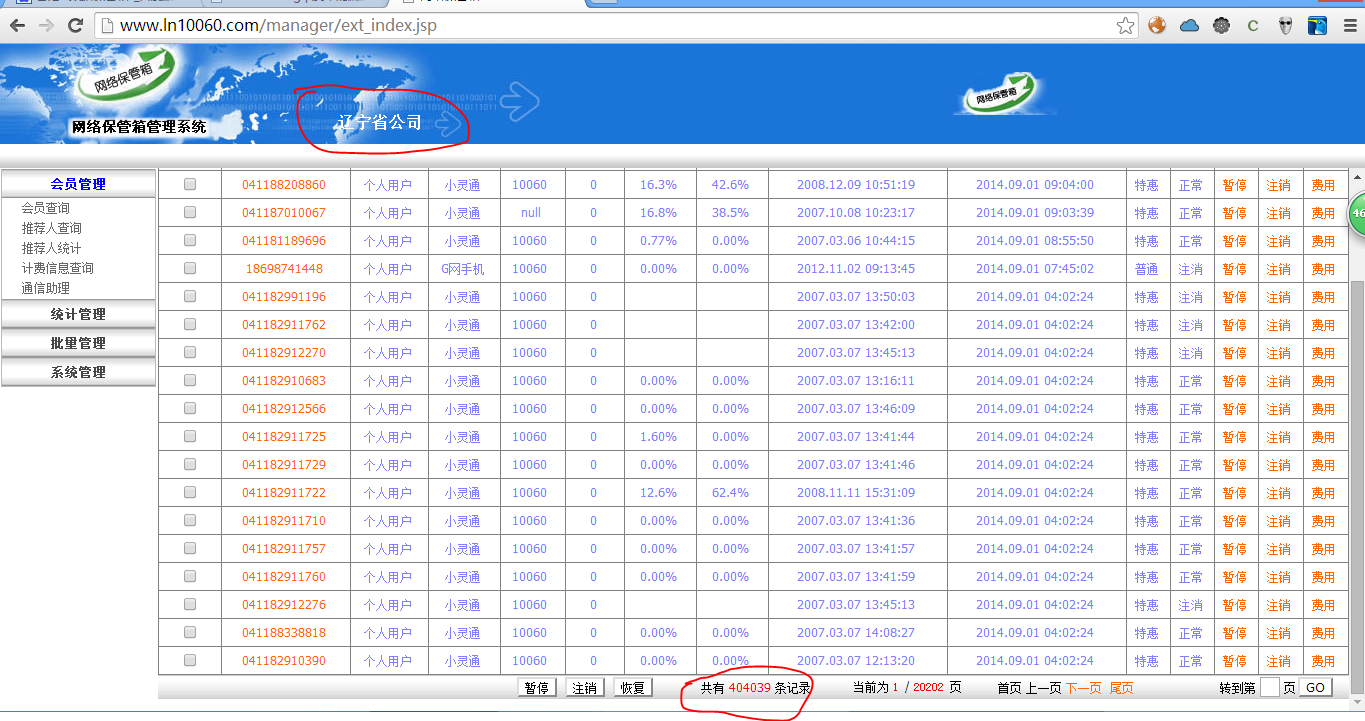 www.ln10060.com/manager/ext_index.jsp
网络保管箱
网络保管箱
网络保管箱管理系统
辽宁省公司
会员管理
会员查询
推荐人查询
推荐人统计
计费信息查询
通信助理
统计管理
批量管理
系统管理
041188208860 个人用户 小灵通 10060 0 16.3% 42.6% 2008.12.09 10:51:19 2014.09.01 09:04:00 特惠 正常 暂停 注销 费用
041187010067 个人用户 小灵通 null 0 16.8% 38.5% 2007.10.08 10:23:17 2014.09.01 09:03:39 特惠 正常 暂停 注销 费用
041181189696 个人用户 小灵通 10060 0 0.77% 0.00% 2007.03.06 10:44:15 2014.09.01 08:55:50 特惠 正常 暂停 注销 费用
18698741448 个人用户 G网手机 10060 0 0.00% 0.00% 2012.11.02 09:13:45 2014.09.01 07:45:02 普通 注消 暂停 注销 费用
041182991196 个人用户 小灵通 10060 0 2007.03.07 13:50:03 2014.09.01 04:02:24 特惠 注消 暂停 注销 费用
041182911762 个人用户 小灵通 10060 0 2007.03.07 13:42:00 2014.09.01 04:02:24 特惠 注消 暂停 注销 费用
041182912270 个人用户 小灵通 10060 0 2007.03.07 13:45:13 2014.09.01 04:02:24 特惠 注消 暂停 注销 费用
041182910683 个人用户 小灵通 10060 0 0.00% 0.00% 2007.03.07 13:16:11 2014.09.01 04:02:24 特惠 正常 暂停 注销 费用
041182912566 个人用户 小灵通 10060 0 0.00% 0.00% 2007.03.07 13:46:09 2014.09.01 04:02:24 特惠 正常 暂停 注销 费用
041182911725 个人用户 小灵通 10060 0 1.60% 0.00% 2007.03.07 13:41:44 2014.09.01 04:02:24 特惠 正常 暂停 注销 费用
041182911729 个人用户 小灵通 10060 0 0.00% 0.00% 2007.03.07 13:41:46 2014.09.01 04:02:24 特惠 正常 暂停 注销 费用
041182911722 个人用户 小灵通 10060 0 12.6% 62.4% 2008.11.11 15:31:09 2014.09.01 04:02:24 特惠 正常 暂停 注销 费用
041182911710 个人用户 小灵通 10060 0 0.00% 0.00% 2007.03.07 13:41:36 2014.09.01 04:02:24 特惠 正常 暂停 注销 费用
041182911757 个人用户 小灵通 10060 0 0.00% 0.00% 2007.03.07 13:41:57 2014.09.01 04:02:24 特惠 正常 暂停 注销 费用
041182911760 个人用户 小灵通 10060 0 0.00% 0.00% 2007.03.07 13:41:59 2014.09.01 04:02:24 特惠 正常 暂停 注销 费用
041182912276 个人用户 小灵通 10060 0 2007.03.07 13:45:13 2014.09.01 04:02:24 特惠 注消 暂停 注销 费用
041188338818 个人用户 小灵通 10060 0 0.00% 0.00% 2007.03.07 14:08:27 2014.09.01 04:02:24 特惠 正常 暂停 注销 费用
041182910390 个人用户 小灵通 10060 0 0.00% 0.00% 2007.03.07 12:13:20 2014.09.01 04:02:24 特惠 正常 暂停 注销 费用
暂停 注销 恢复 共有 404039 条记录 当前为 1 / 20202 页 首页 上一页 下一页 尾页 转到第 页 GO
46